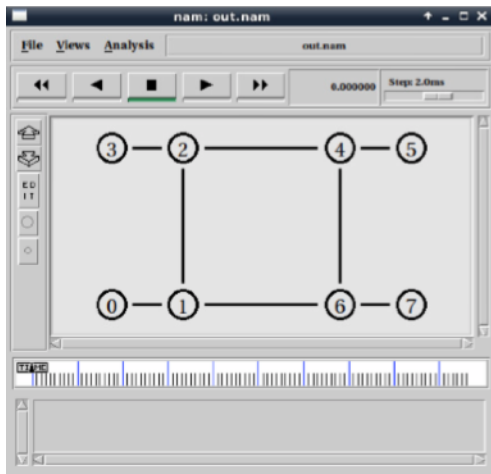 nam: out.nam
File Views Analysis out.nam
0.000000 Step: 2.0ms
ED
IT
3 2 4 5
0 1 6 7
TIME